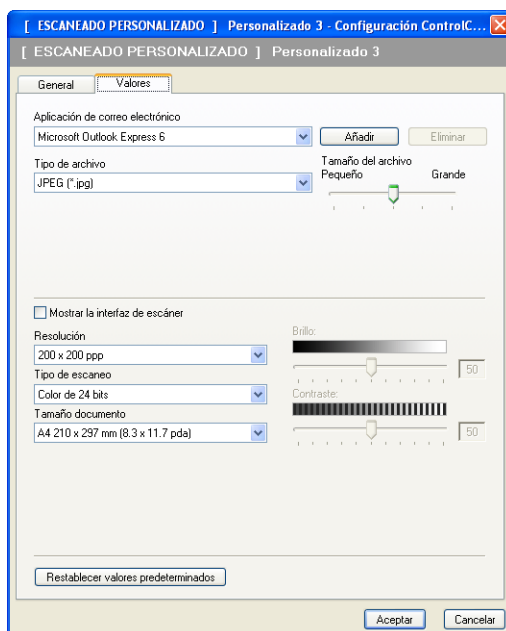 [ ESCANEADO PERSONALIZADO ] Personalizado 3 - Configuración ControlC...
[ ESCANEADO PERSONALIZADO ] Personalizado 3
General Valores
Aplicación de correo electrónico
Microsoft Outlook Express 6 Añadir Eliminar
Tipo de archivo Tamaño del archivo
Pequeño Grande
JPEG (*.jpg)
Mostrar la interfaz de escáner
Resolución Brillo:
200 x 200 ppp 50
Tipo de escaneo
Color de 24 bits Contraste:
Tamaño documento
A4 210 x 297 mm (8.3 x 11.7 pda) 50
Restablecer valores predeterminados
Aceptar Cancelar